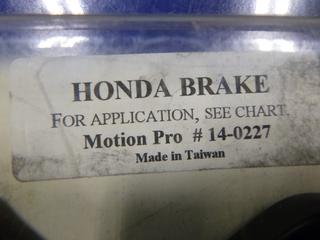 HONDA BRAKE
FOR APPLICATION, SEE CHART.
Motion Pro # 14-0227
Made in Taiwan